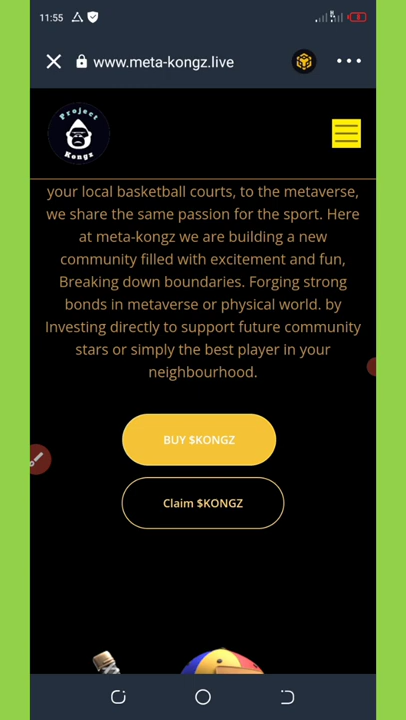 11:55
www.meta-kongz.live
Project
Kongz
your local basketball courts, to the metaverse,
we share the same passion for the sport. Here
at meta-kongz we are building a new
community filled with excitement and fun,
Breaking down boundaries. Forging strong
bonds in metaverse or physical world. by
Investing directly to support future community
stars or simply the best player in your
neighbourhood.
BUY $KONGZ
Claim $KONGZ